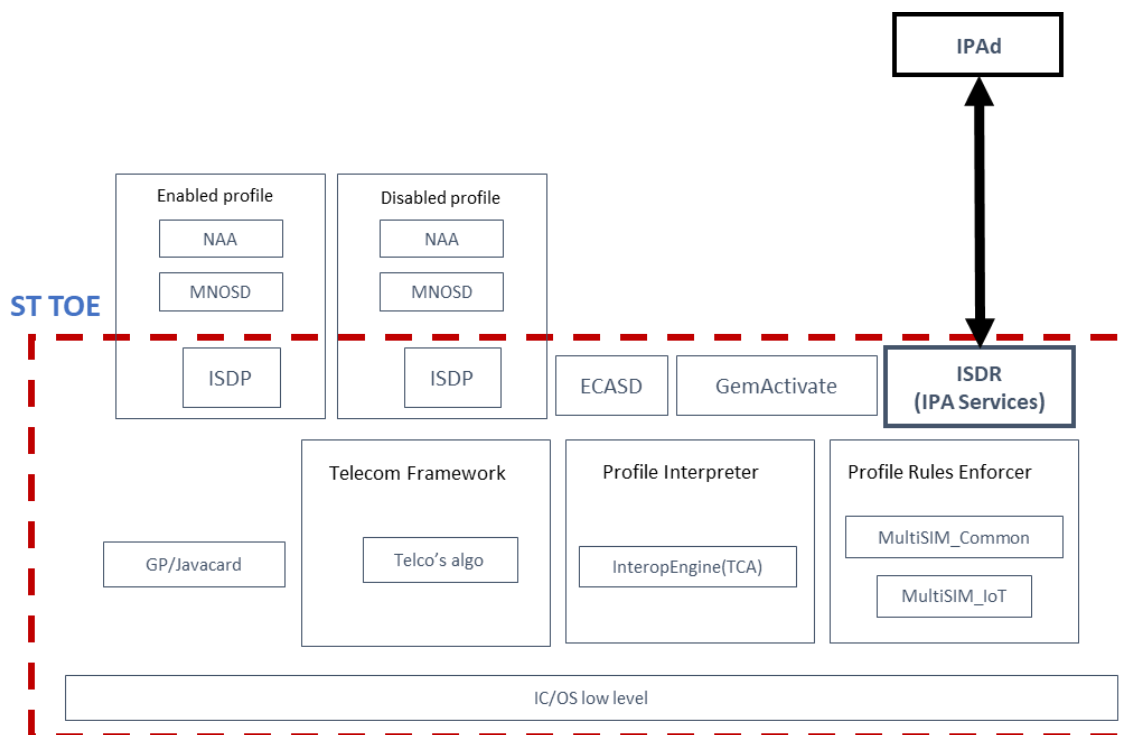 IPAd
Enabled profile
NAA
MNOSD
Disabled profile
NAA
MNOSD
ST TOE
ISDP
ISDP
ECASD
GemActivate
ISDR
(IPA Services)
Telecom Framework
Telco's algo
Profile Interpreter
InteropEngine(TCA)
Profile Rules Enforcer
MultiSIM_Common
MultiSIM_IoT
GP/Javacard
IC/OS low level